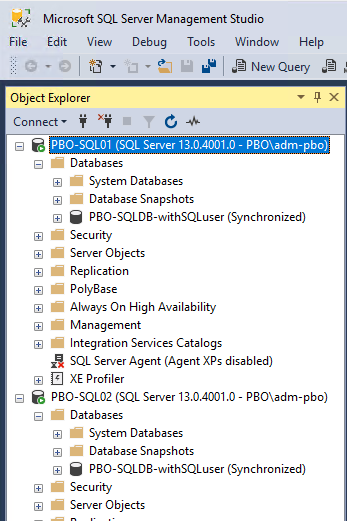 Microsoft SQL Server Management Studio
File Edit View Debug Tools Window Help
New Query
Object Explorer
Connect
PBO-SQL01 (SQL Server 13.0.4001.0 - PBO\adm-pbo)
Databases
System Databases
Database Snapshots
PBO-SQLDB-withSQLuser (Synchronized)
Security
Server Objects
Replication
PolyBase
Always On High Availability
Management
Integration Services Catalogs
SQL Server Agent (Agent XPs disabled)
XE Profiler
PBO-SQL02 (SQL Server 13.0.4001.0 - PBO\adm-pbo)
Databases
System Databases
Database Snapshots
PBO-SQLDB-withSQLuser (Synchronized)
Security
Server Objects
Replication